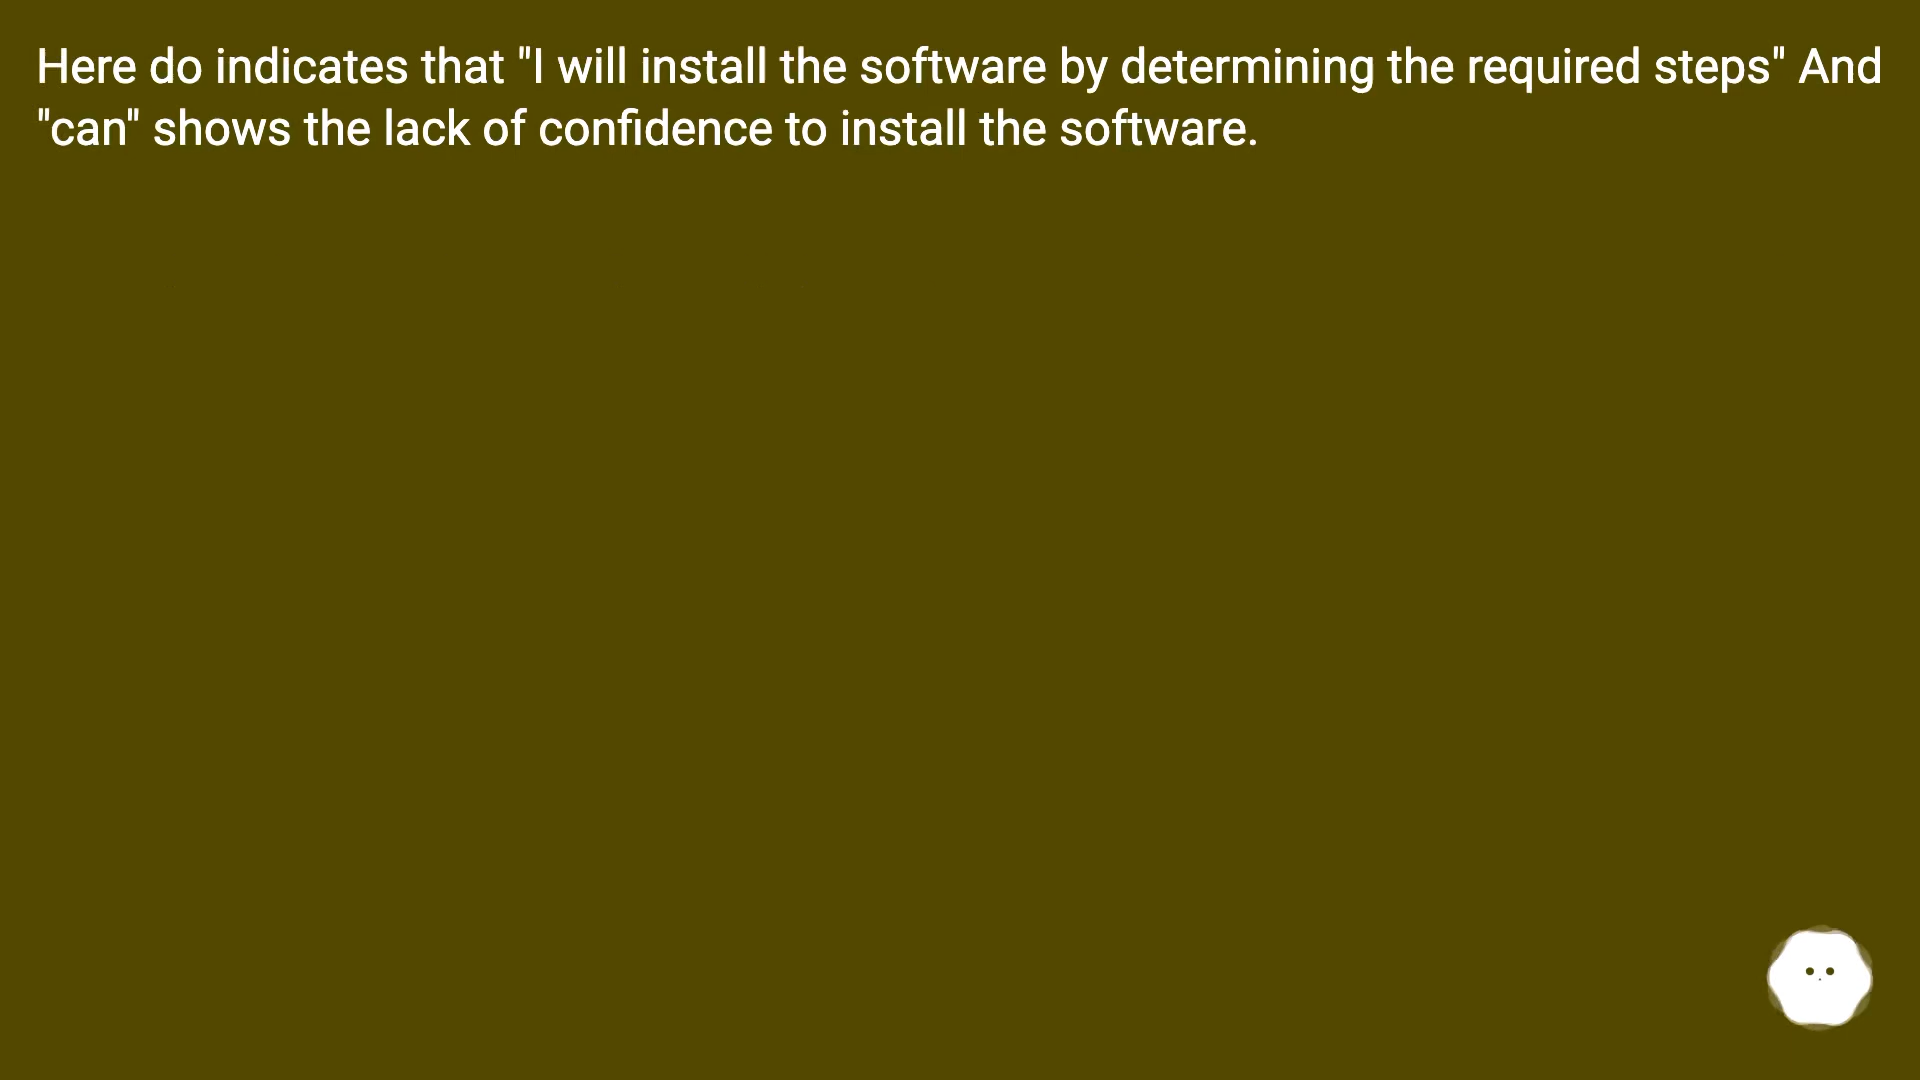 Here do indicates that "I will install the software by determining the required steps" And
"can" shows the lack of confidence to install the software.